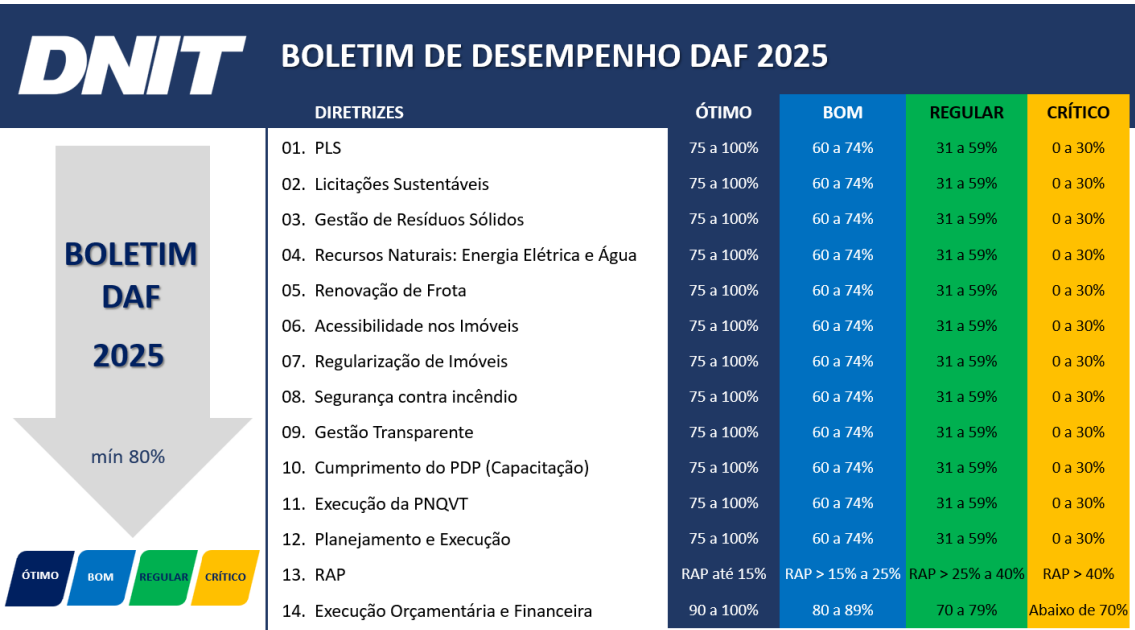 DNIT
BOLETIM DE DESEMPENHO DAF 2025
DIRETRIZES ÓTIMO BOM REGULAR CRÍTICO
01. PLS 75 a 100% 60 a 74% 31 a 59% 0 a 30%
02. Licitações Sustentáveis 75 a 100% 60 a 74% 31 a 59% 0 a 30%
03. Gestão de Resíduos Sólidos 75 a 100% 60 a 74% 31 a 59% 0 a 30%
04. Recursos Naturais: Energia Elétrica e Água 75 a 100% 60 a 74% 31 a 59% 0 a 30%
05. Renovação de Frota 75 a 100% 60 a 74% 31 a 59% 0 a 30%
06. Acessibilidade nos Imóveis 75 a 100% 60 a 74% 31 a 59% 0 a 30%
07. Regularização de Imóveis 75 a 100% 60 a 74% 31 a 59% 0 a 30%
08. Segurança contra incêndio 75 a 100% 60 a 74% 31 a 59% 0 a 30%
09. Gestão Transparente 75 a 100% 60 a 74% 31 a 59% 0 a 30%
10. Cumprimento do PDP (Capacitação) 75 a 100% 60 a 74% 31 a 59% 0 a 30%
11. Execução da PNQVT 75 a 100% 60 a 74% 31 a 59% 0 a 30%
12. Planejamento e Execução 75 a 100% 60 a 74% 31 a 59% 0 a 30%
13. RAP RAP até 15% RAP > 15% a 25% RAP > 25% a 40% RAP > 40%
14. Execução Orçamentária e Financeira 90 a 100% 80 a 89% 70 a 79% Abaixo de 70%
BOLETIM
DAF
2025
mín 80%
ÓTIMO BOM REGULAR CRÍTICO